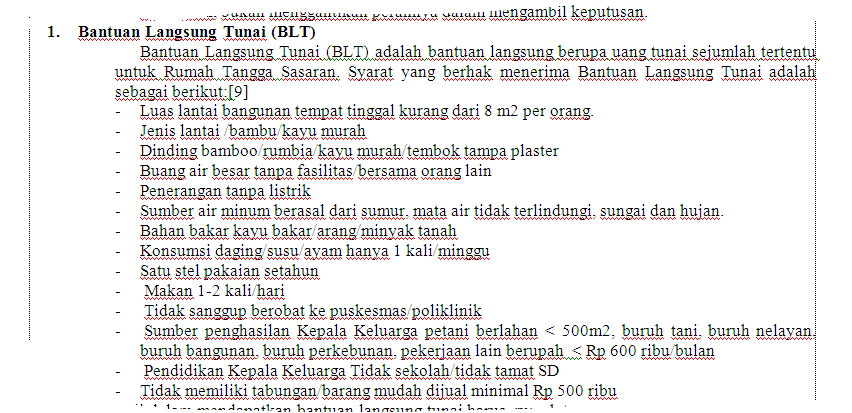 mengambil keputusan.
1. Bantuan Langsung Tunai (BLT)
Bantuan Langsung Tunai (BLT) adalah bantuan langsung berupa uang tunai sejumlah tertentu
untuk Rumah Tangga Sasaran. Syarat yang berhak menerima Bantuan Langsung Tunai adalah
sebagai berikut:[9]
- Luas lantai bangunan tempat tinggal kurang dari 8 m2 per orang.
- Jenis lantai /bambu/kayu murah
- Dinding bamboo/rumbia/kayu murah/tembok tampa plaster
- Buang air besar tanpa fasilitas/bersama orang lain
- Penerangan tanpa listrik
- Sumber air minum berasal dari sumur, mata air tidak terlindungi, sungai dan hujan.
- Bahan bakar kayu bakar/arang/minyak tanah
- Konsumsi daging/susu/ayam hanya 1 kali/minggu
- Satu stel pakaian setahun
- Makan 1-2 kali/hari
- Tidak sanggup berobat ke puskesmas/poliklinik
- Sumber penghasilan Kepala Keluarga petani berlahan < 500m2, buruh tani, buruh nelayan,
buruh bangunan, buruh perkebunan, pekerjaan lain berupah < Rp 600 ribu/bulan
- Pendidikan Kepala Keluarga Tidak sekolah/tidak tamat SD
- Tidak memiliki tabungan/barang mudah dijual minimal Rp 500 ribu